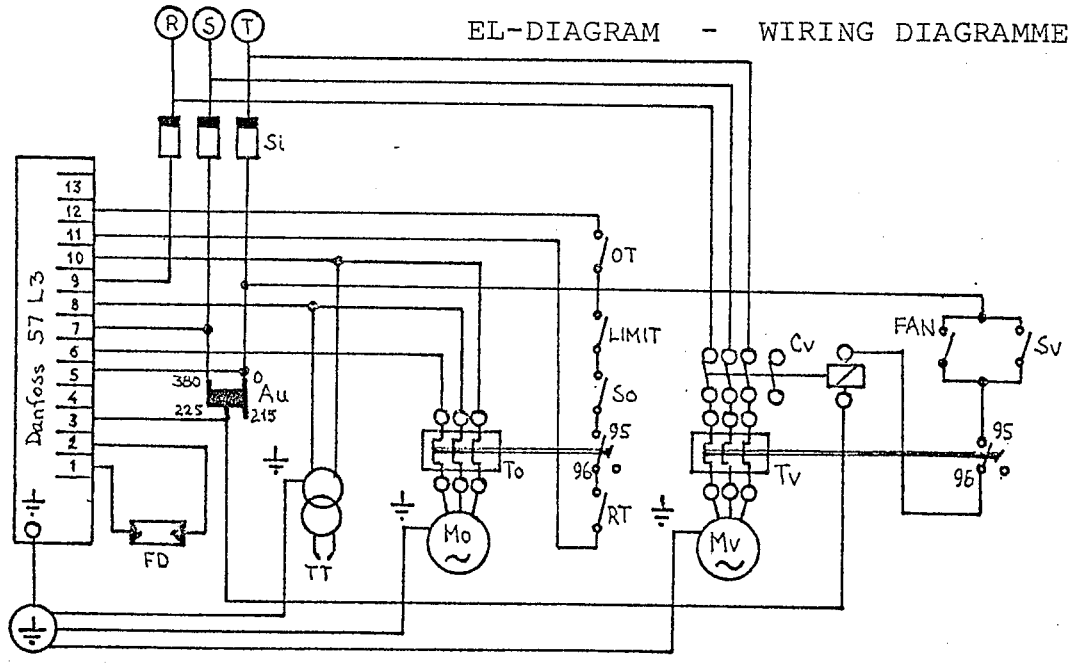 EL-DIAGRAM - WIRING DIAGRAMME
R S T
Si
Danfoss 57 L3
13
12
11
10
9
8
7
6
5
4
3
2
1
380
0
Au
225
215
FD
TT
To
Mo
~
OT
LIMIT
So
95
96
RT
Cv
Tv
Mv
~
FAN
Sv
95
96